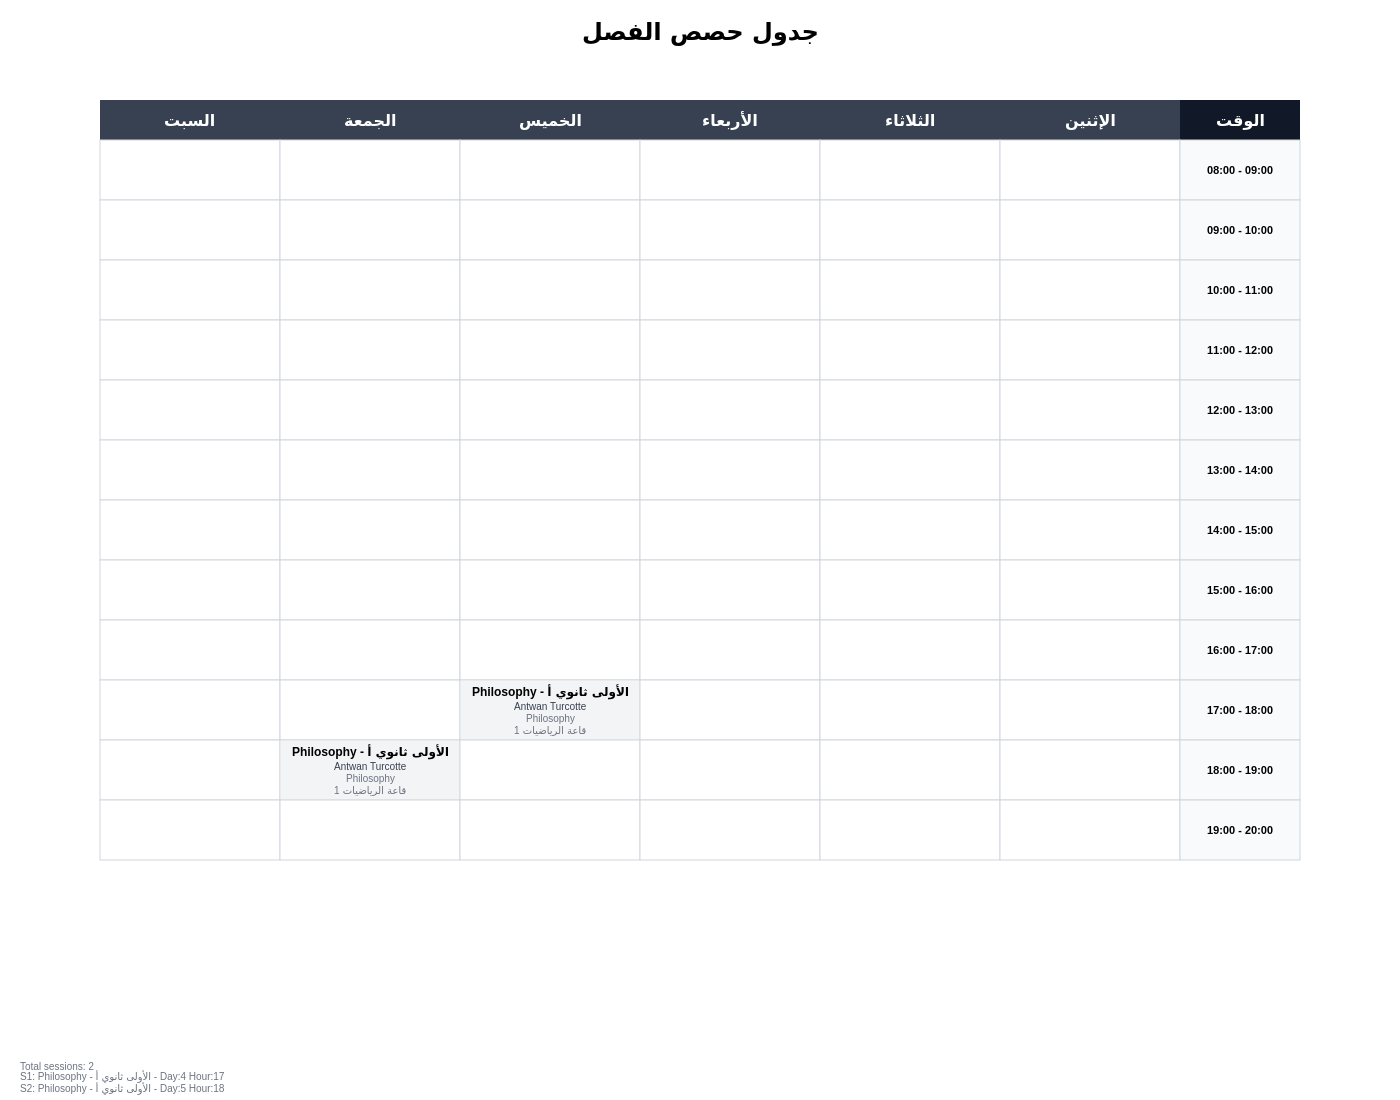 جدول حصص الفصل
الوقت الإثنين الثلاثاء الأربعاء الخميس الجمعة السبت
08:00 - 09:00
09:00 - 10:00
10:00 - 11:00
11:00 - 12:00
12:00 - 13:00
13:00 - 14:00
14:00 - 15:00
15:00 - 16:00
16:00 - 17:00
17:00 - 18:00
Philosophy - الأولى ثانوي أ
Antwan Turcotte
Philosophy
قاعة الرياضيات 1
18:00 - 19:00
Philosophy - الأولى ثانوي أ
Antwan Turcotte
Philosophy
قاعة الرياضيات 1
19:00 - 20:00
Total sessions: 2
S1: Philosophy - الأولى ثانوي أ - Day:4 Hour:17
S2: Philosophy - الأولى ثانوي أ - Day:5 Hour:18